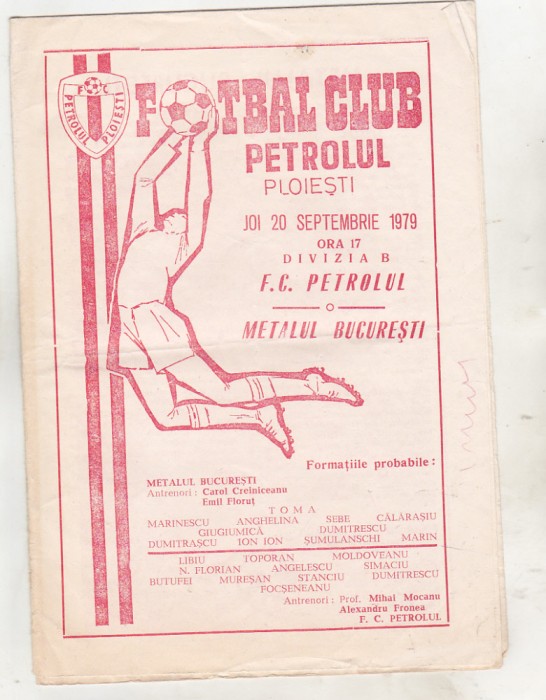 F C
PETROLUL PLOIEȘTI
FOTBAL CLUB
PETROLUL
PLOIEȘTI
JOI 20 SEPTEMBRIE 1979
ORA 17
DIVIZIA B
F.C. PETROLUL
METALUL BUCUREȘTI
Formațiile probabile :
METALUL BUCUREȘTI
Antrenori : Carol Creiniceanu
Emil Floruț
TOMA
MARINESCU ANGHELINA SEBE CĂLĂRAȘIU
GIUGIUMICĂ DUMITRESCU
DUMITRAȘCU ION ION ȘUMULANSCHI MARIN
LIBIU TOPORAN MOLDOVEANU
N. FLORIAN ANGELESCU SIMACIU
BUTUFEI MUREȘAN STANCIU DUMITRESCU
FOCȘENEANU
Antrenori : Prof. Mihai Mocanu
Alexandru Fronea
F. C. PETROLUL